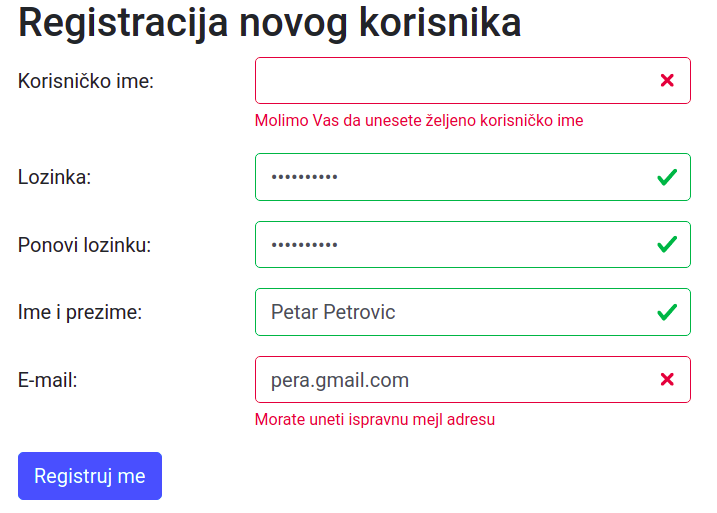 Registracija novog korisnika
Korisničko ime:
Molimo Vas da unesete željeno korisničko ime
Lozinka: ••••••••••
Ponovi lozinku: ••••••••••
Ime i prezime: Petar Petrovic
E-mail: pera.gmail.com
Morate uneti ispravnu mejl adresu
Registruj me